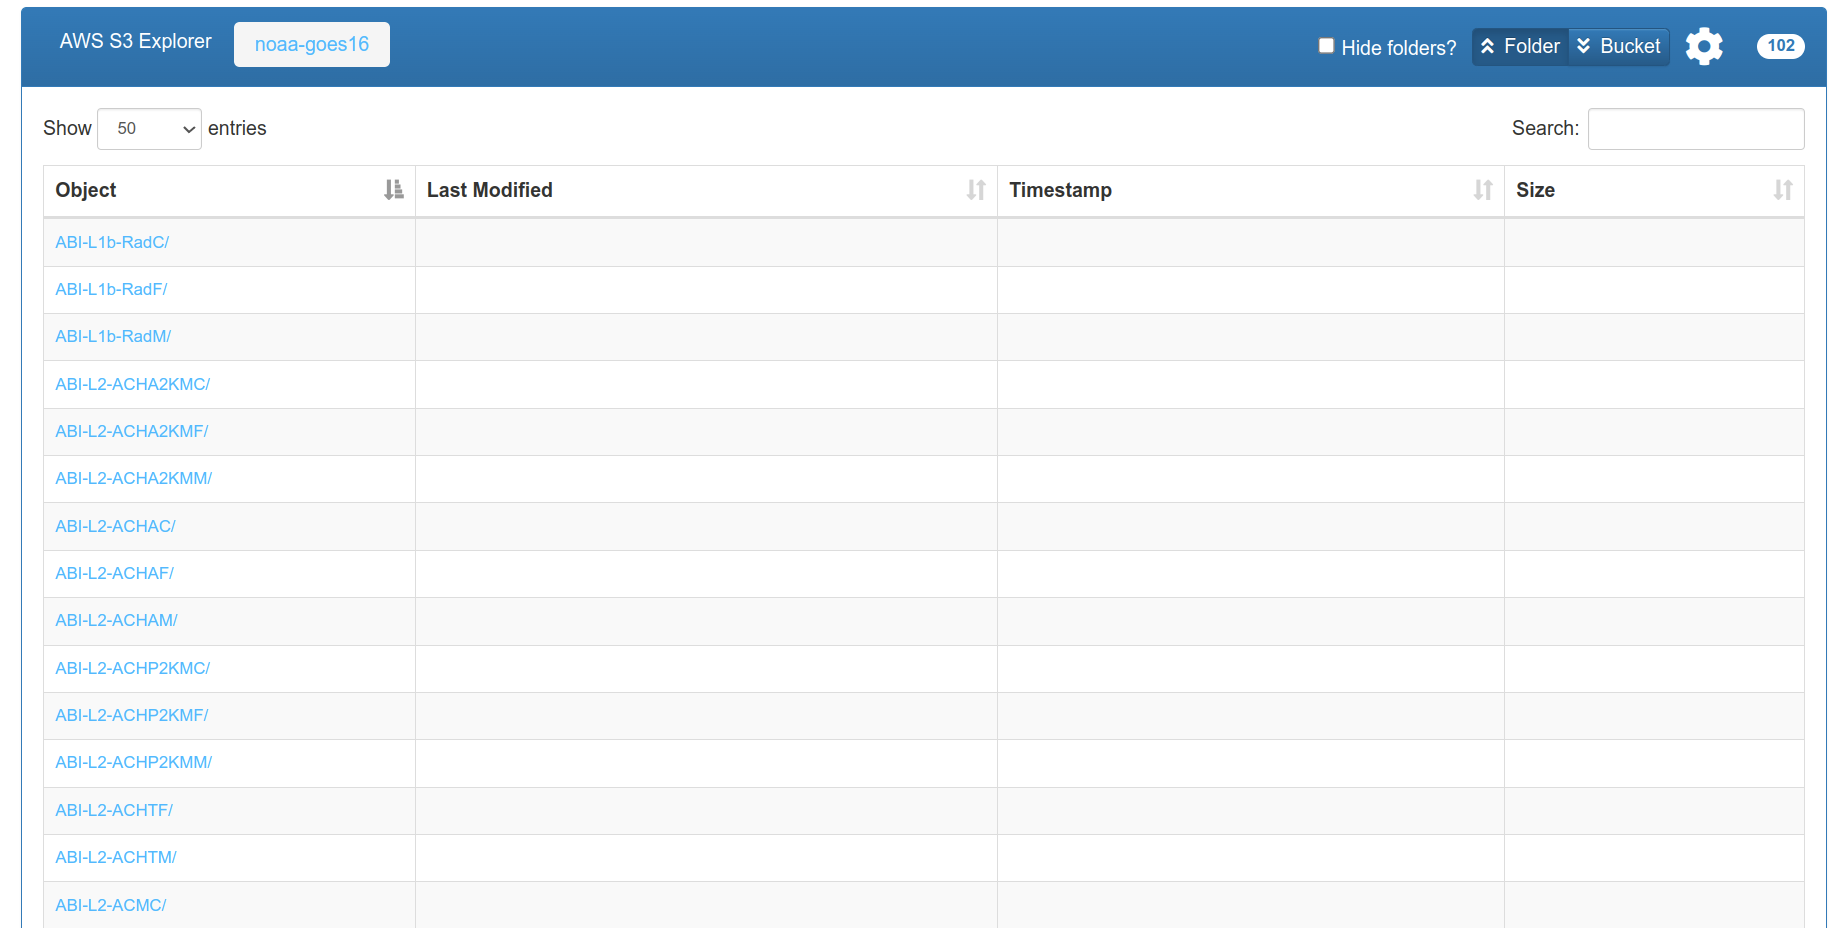 AWS S3 Explorer noaa-goes16 Hide folders? Folder Bucket 102
Show 50 entries Search:
Object Last Modified Timestamp Size
ABI-L1b-RadC/
ABI-L1b-RadF/
ABI-L1b-RadM/
ABI-L2-ACHA2KMC/
ABI-L2-ACHA2KMF/
ABI-L2-ACHA2KMM/
ABI-L2-ACHAC/
ABI-L2-ACHAF/
ABI-L2-ACHAM/
ABI-L2-ACHP2KMC/
ABI-L2-ACHP2KMF/
ABI-L2-ACHP2KMM/
ABI-L2-ACHTF/
ABI-L2-ACHTM/
ABI-L2-ACMC/